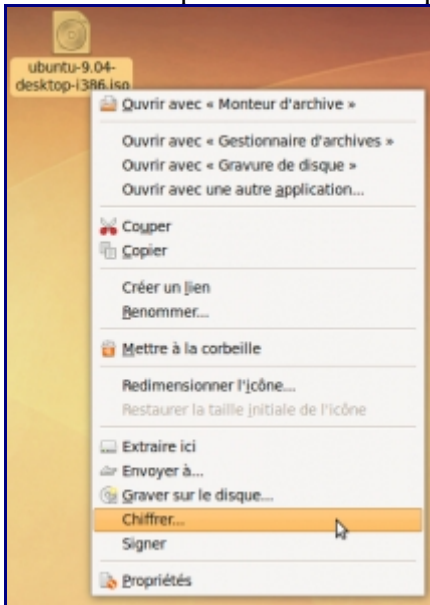 ubuntu-9.04-
desktop-i386.iso
Ouvrir avec « Monteur d'archive »
Ouvrir avec « Gestionnaire d'archives »
Ouvrir avec « Gravure de disque »
Ouvrir avec une autre application...
Couper
Copier
Créer un lien
Renommer...
Mettre à la corbeille
Redimensionner l'icône...
Restaurer la taille initiale de l'icône
Extraire ici
Envoyer à...
Graver sur le disque...
Chiffrer...
Signer
Propriétés